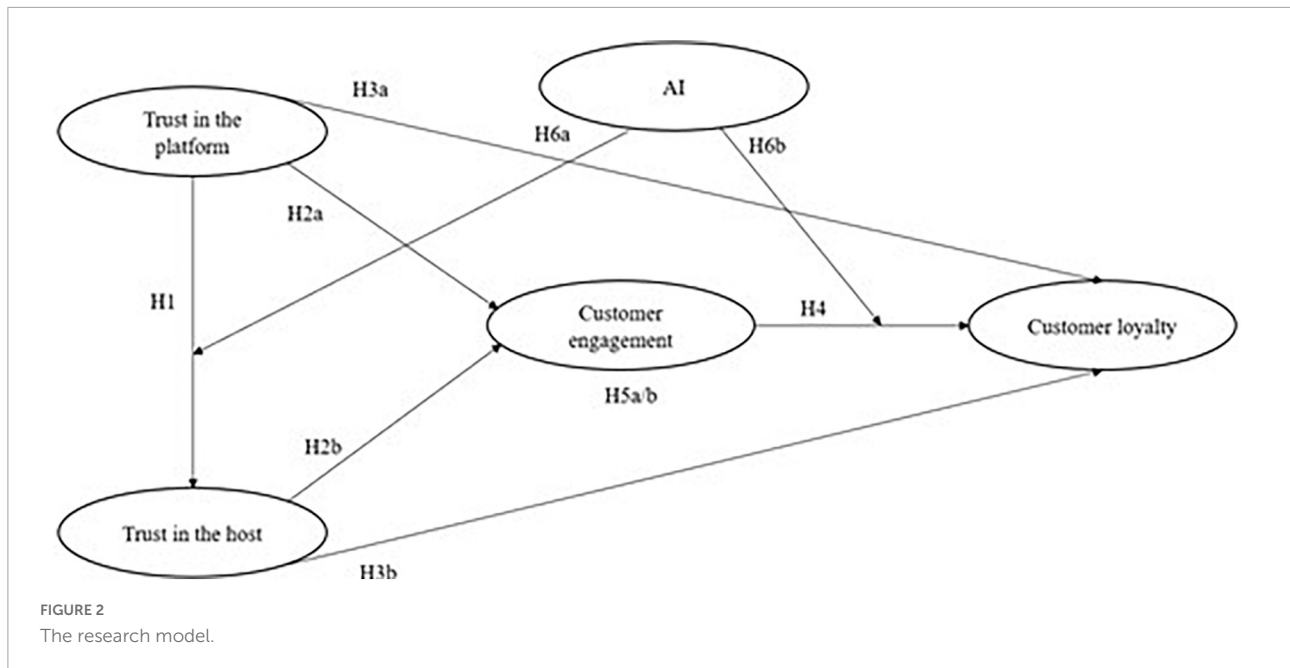 H3a
AI
Trust in the
platform
H6a
H6b
H2a
H1
Customer
engagement
H4
Customer loyalty
H5a/b
H2b
Trust in the host
H3b
FIGURE 2
The research model.